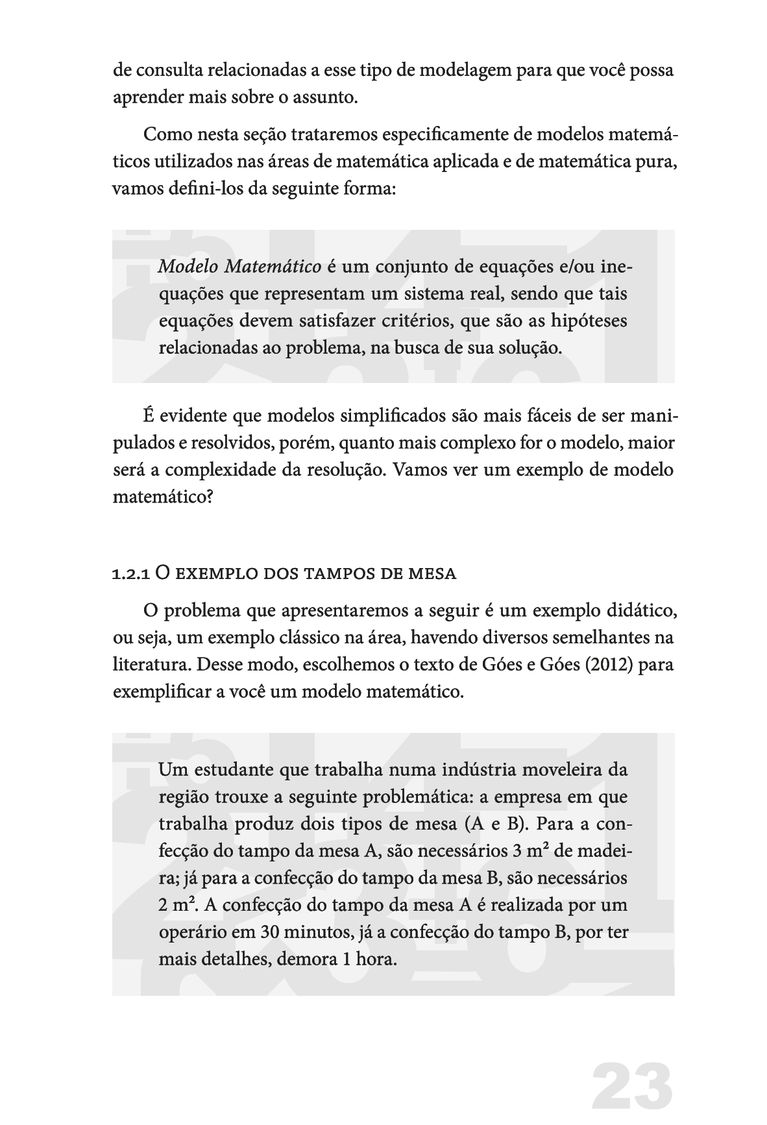 de consulta relacionadas a esse tipo de modelagem para que você possa
aprender mais sobre o assunto.
Como nesta seção trataremos especificamente de modelos matemá-
ticos utilizados nas áreas de matemática aplicada e de matemática pura,
vamos defini-los da seguinte forma:
Modelo Matemático é um conjunto de equações e/ou ine-
quações que representam um sistema real, sendo que tais
equações devem satisfazer critérios, que são as hipóteses
relacionadas ao problema, na busca de sua solução.
É evidente que modelos simplificados são mais fáceis de ser mani-
pulados e resolvidos, porém, quanto mais complexo for o modelo, maior
será a complexidade da resolução. Vamos ver um exemplo de modelo
matemático?
1.2.1 O EXEMPLO DOS TAMPOS DE MESA
O problema que apresentaremos a seguir é um exemplo didático,
ou seja, um exemplo clássico na área, havendo diversos semelhantes na
literatura. Desse modo, escolhemos o texto de Góes e Góes (2012) para
exemplificar a você um modelo matemático.
Um estudante que trabalha numa indústria moveleira da
região trouxe a seguinte problemática: a empresa em que
trabalha produz dois tipos de mesa (A e B). Para a con-
fecção do tampo da mesa A, são necessários 3 m² de madei-
ra; já para a confecção do tampo da mesa B, são necessários
2 m². A confecção do tampo da mesa A é realizada por um
operário em 30 minutos, já a confecção do tampo B, por ter
mais detalhes, demora 1 hora.
23